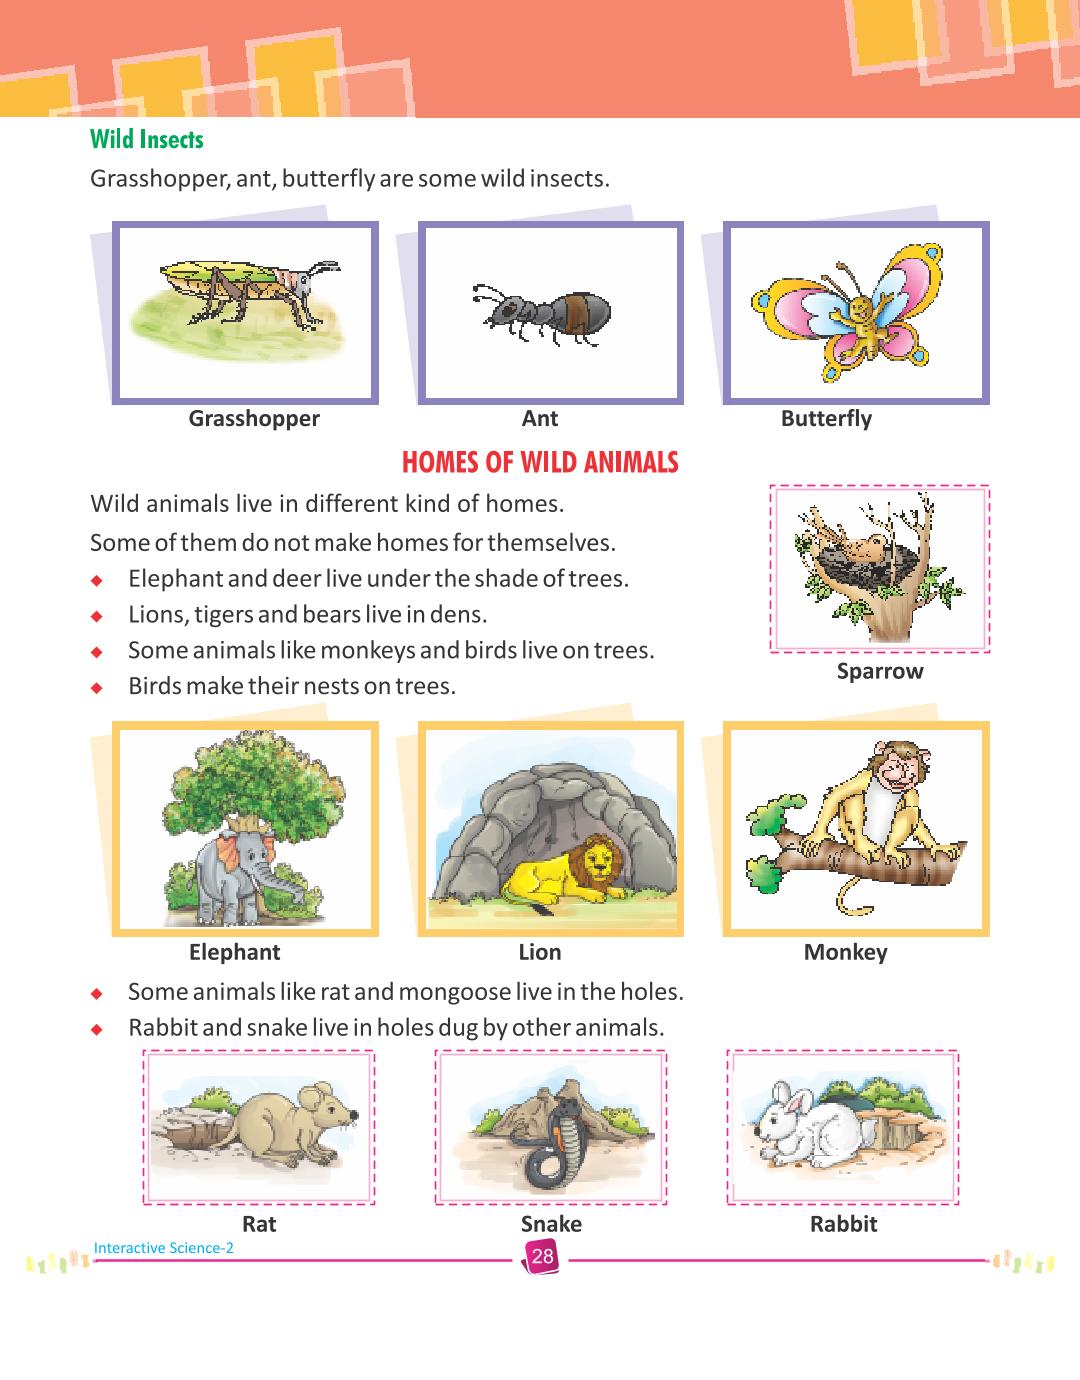 Wild Insects
Grasshopper, ant, butterfly are some wild insects.
Grasshopper
Ant
Butterfly
HOMES OF WILD ANIMALS
Wild animals live in different kind of homes.
Some of them do not make homes for themselves.
◆ Elephant and deer live under the shade of trees.
◆ Lions, tigers and bears live in dens.
◆ Some animals like monkeys and birds live on trees.
◆ Birds make their nests on trees.
Sparrow
Elephant
Lion
Monkey
◆ Some animals like rat and mongoose live in the holes.
◆ Rabbit and snake live in holes dug by other animals.
Rat
Snake
Rabbit
Interactive Science-2
28